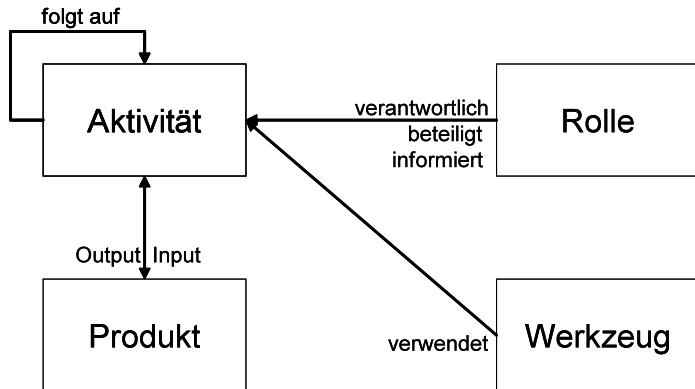 folgt auf
Aktivität
verantwortlich
beteiligt
informiert
Rolle
Output Input
Produkt
verwendet
Werkzeug